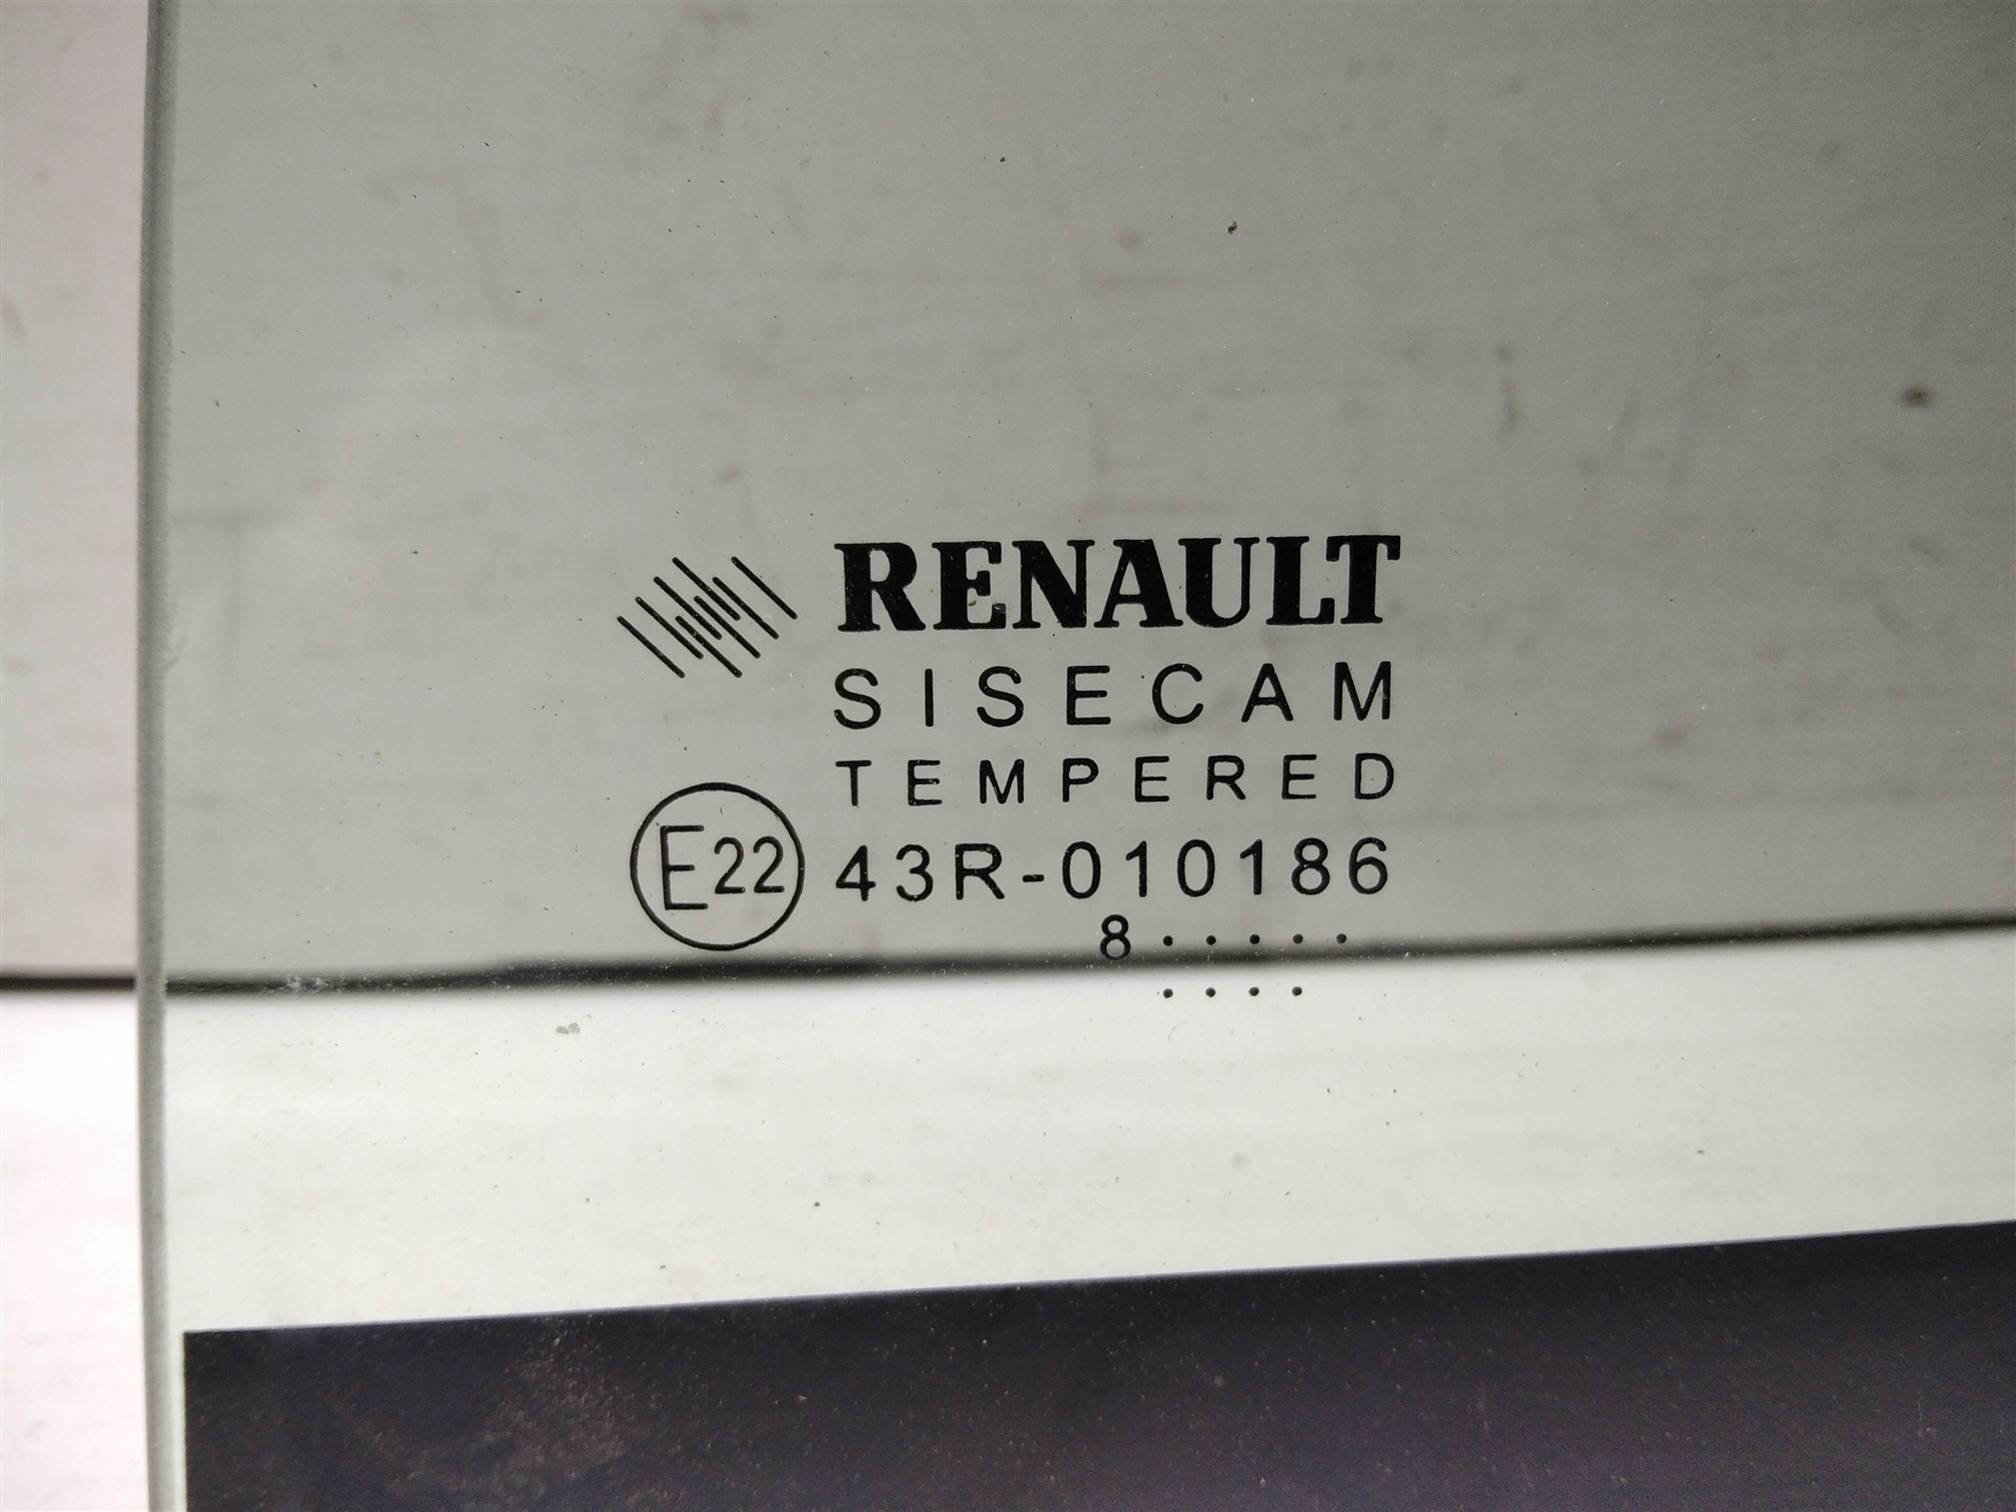 RENAULT
SISECAM
TEMPERED
E22 43R-010186
8 . . . . .
. . . .